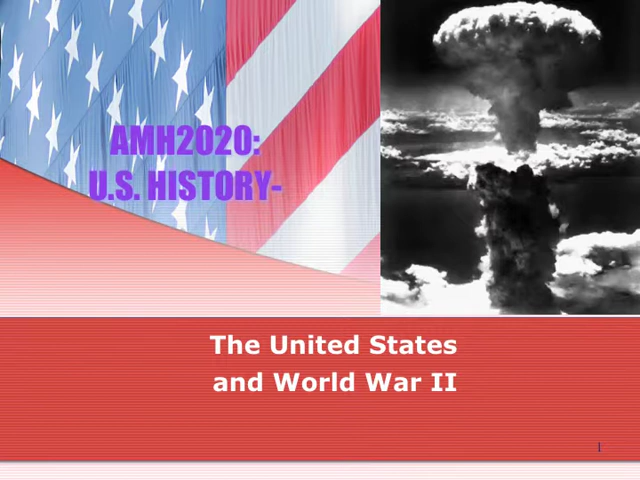 AMH2020:
U.S. HISTORY-
The United States
and World War II
1